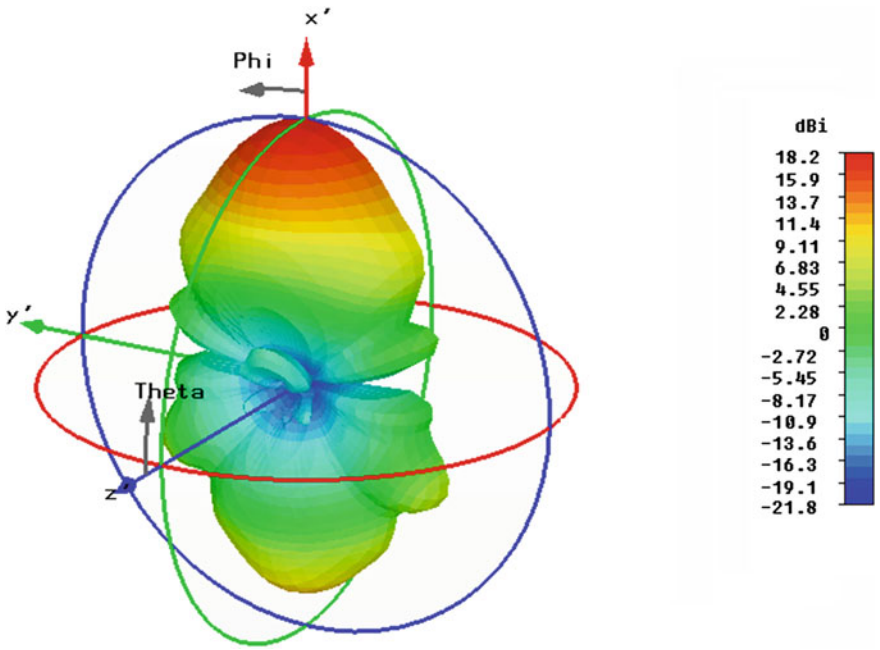 x'
Phi
y'
Theta
z'
dBi
18.2
15.9
13.7
11.4
9.11
6.83
4.55
2.28
0
-2.72
-5.45
-8.17
-10.9
-13.6
-16.3
-19.1
-21.8